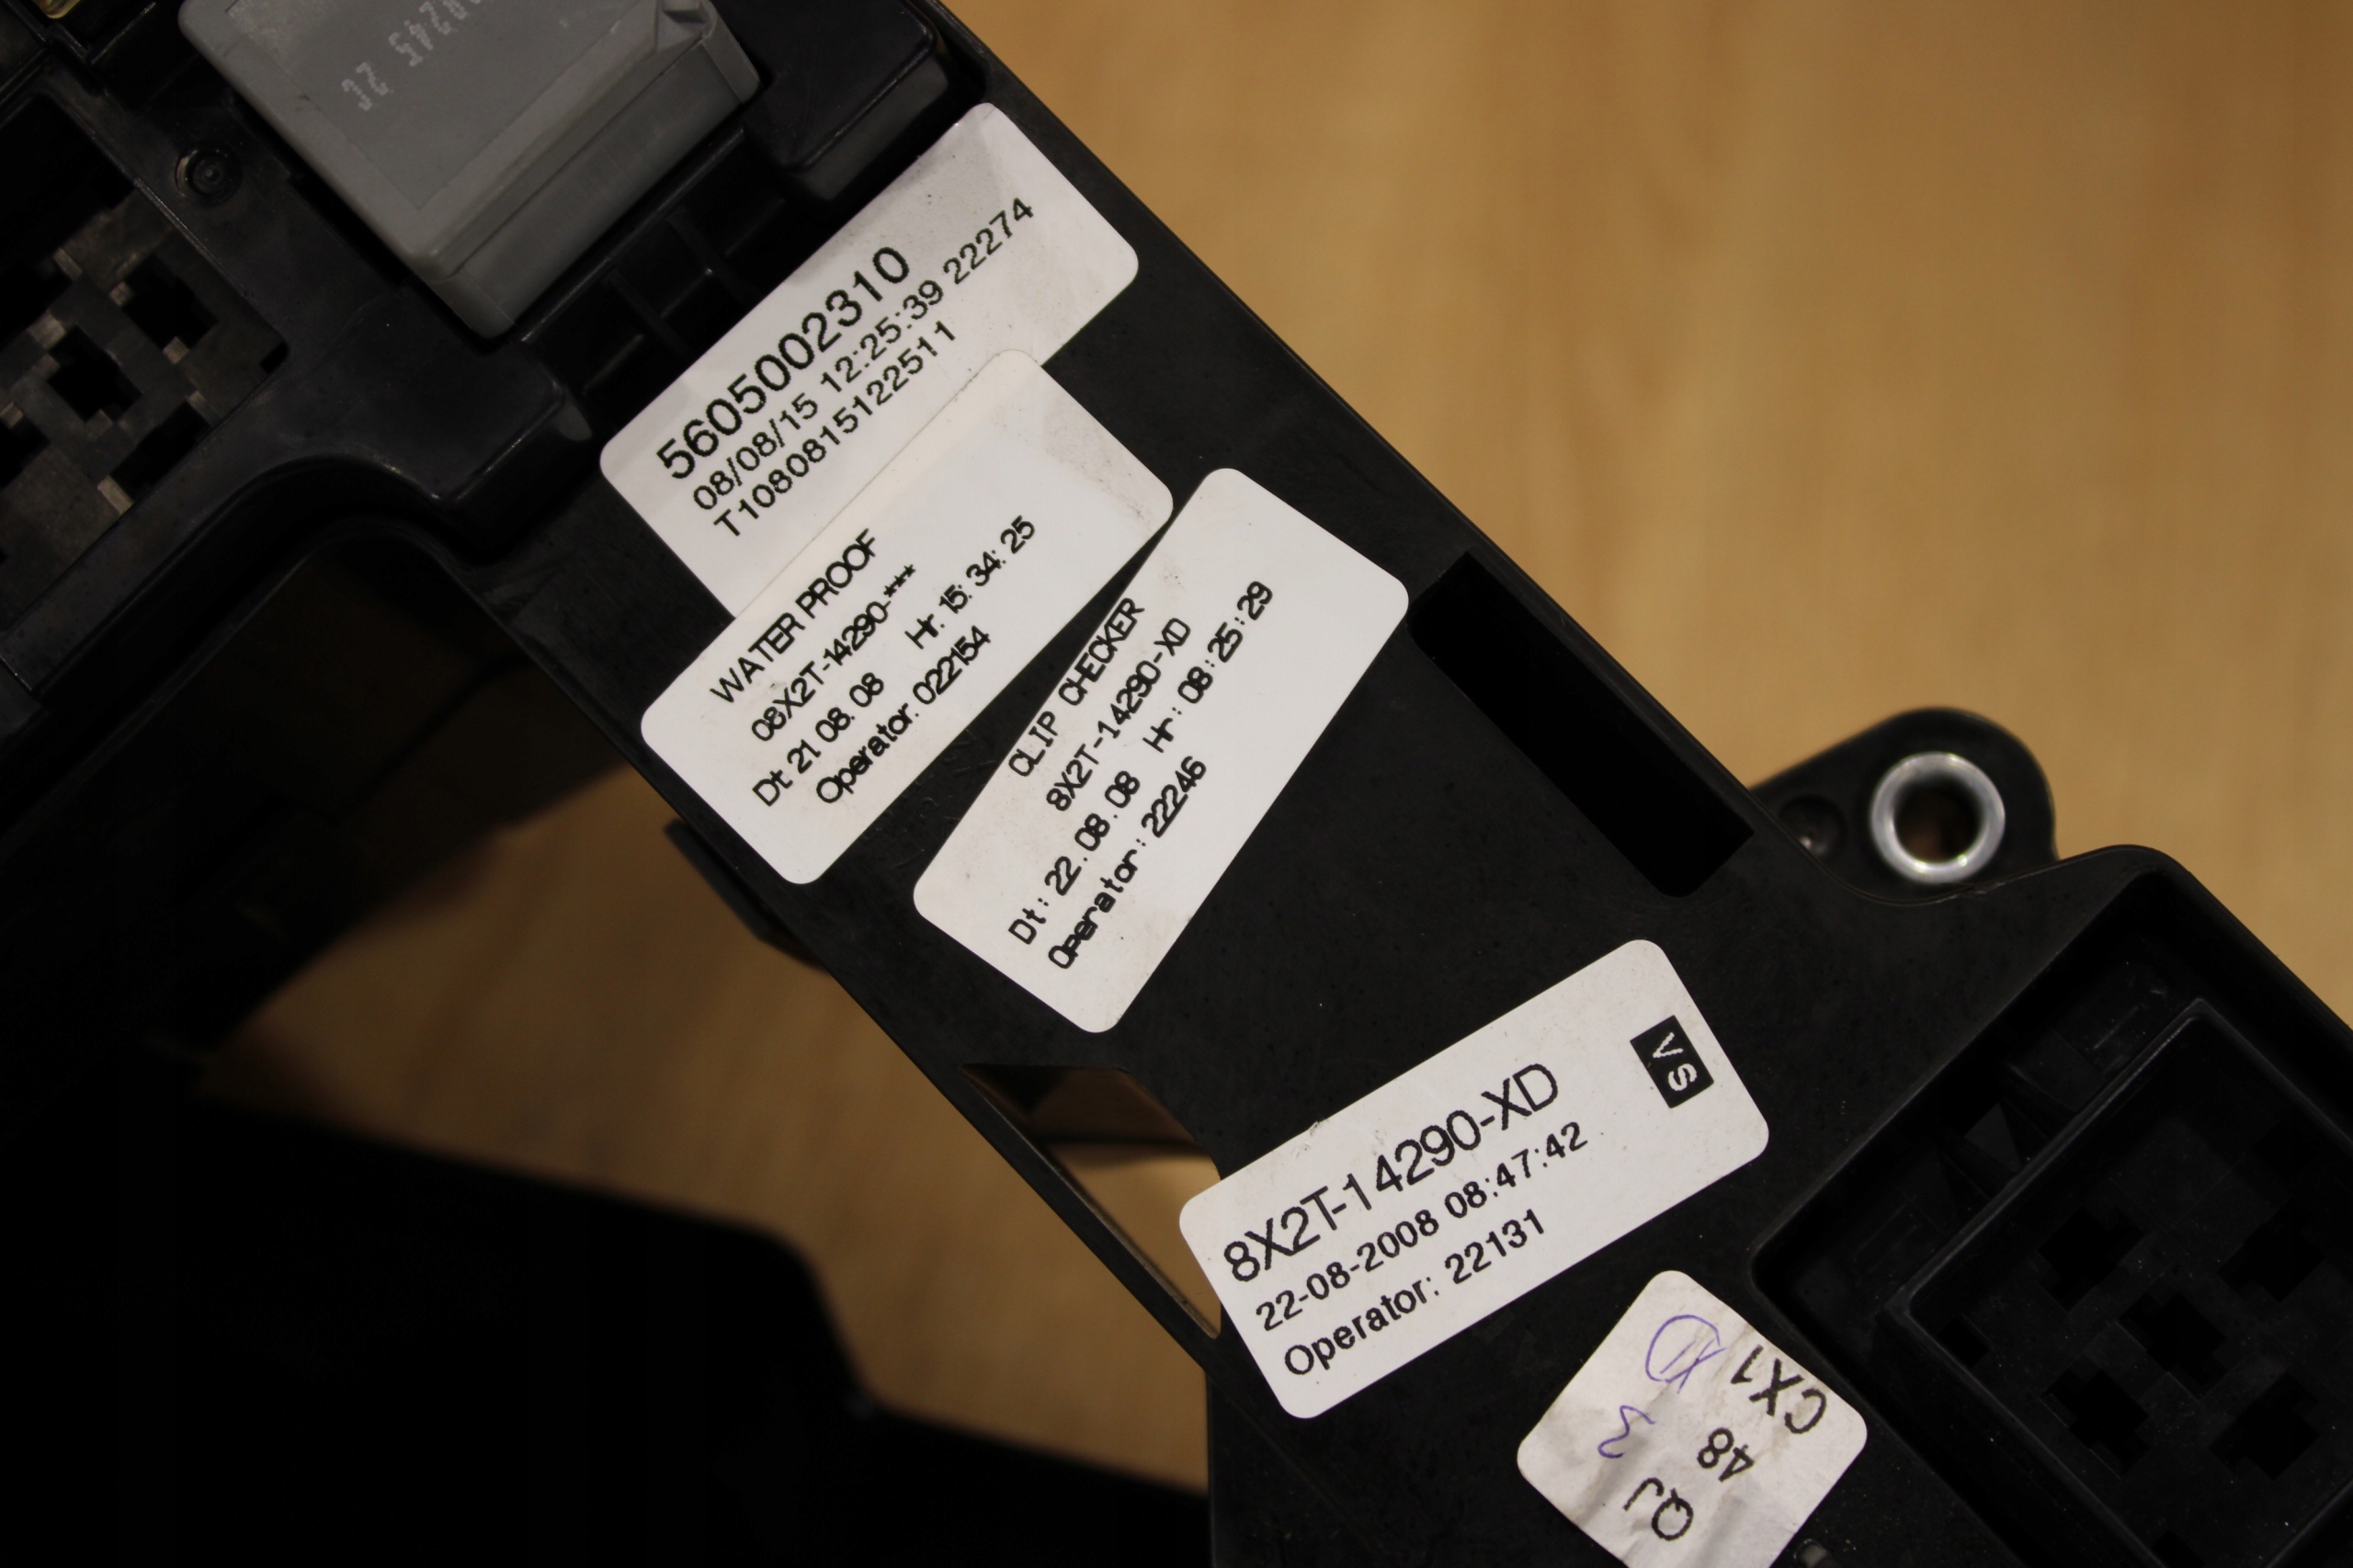 5605002310
08/08/15 12:25:39 22274
T1080815122511
WATER PROOF
08X2T-14290-***
Dt 21 08. 08 Hr. 15: 34: 25
Operator: 022154
CLIP CHECKER
8X2T-14290-XD
Dt: 22.08.08 Hr: 08:25:29
Operator: 22246
8X2T-14290-XD
VS
22-08-2008 08:47:42
Operator: 22131
CX1
48
QJ